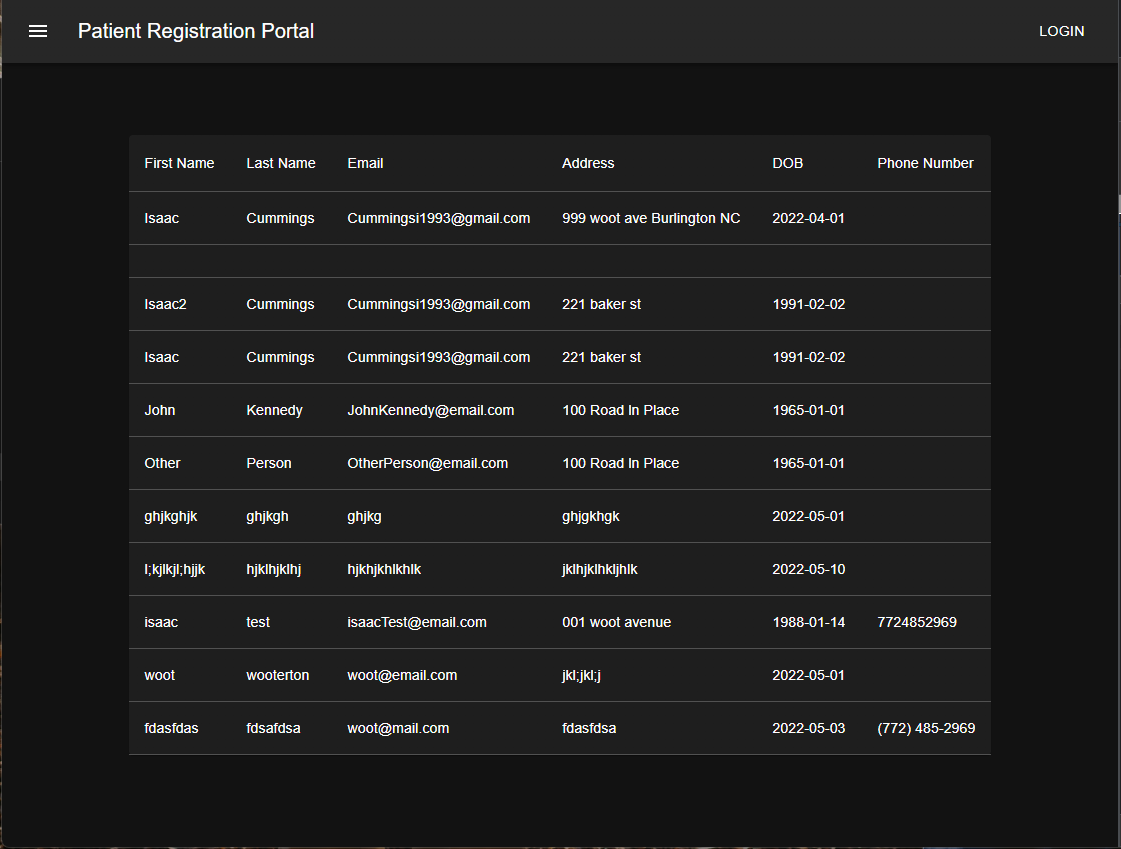 Patient Registration Portal LOGIN
First Name Last Name Email Address DOB Phone Number
Isaac Cummings Cummingsi1993@gmail.com 999 woot ave Burlington NC 2022-04-01
Isaac2 Cummings Cummingsi1993@gmail.com 221 baker st 1991-02-02
Isaac Cummings Cummingsi1993@gmail.com 221 baker st 1991-02-02
John Kennedy JohnKennedy@email.com 100 Road In Place 1965-01-01
Other Person OtherPerson@email.com 100 Road In Place 1965-01-01
ghjkghjk ghjkgh ghjkg ghjgkhgk 2022-05-01
l;kjlkjl;hjjk hjklhjklhj hjkhjkhlkhlk jklhjklhkljhlk 2022-05-10
isaac test isaacTest@email.com 001 woot avenue 1988-01-14 7724852969
woot wooterton woot@email.com jkl;jkl;j 2022-05-01
fdasfdas fdsafdsa woot@mail.com fdasfdsa 2022-05-03 (772) 485-2969